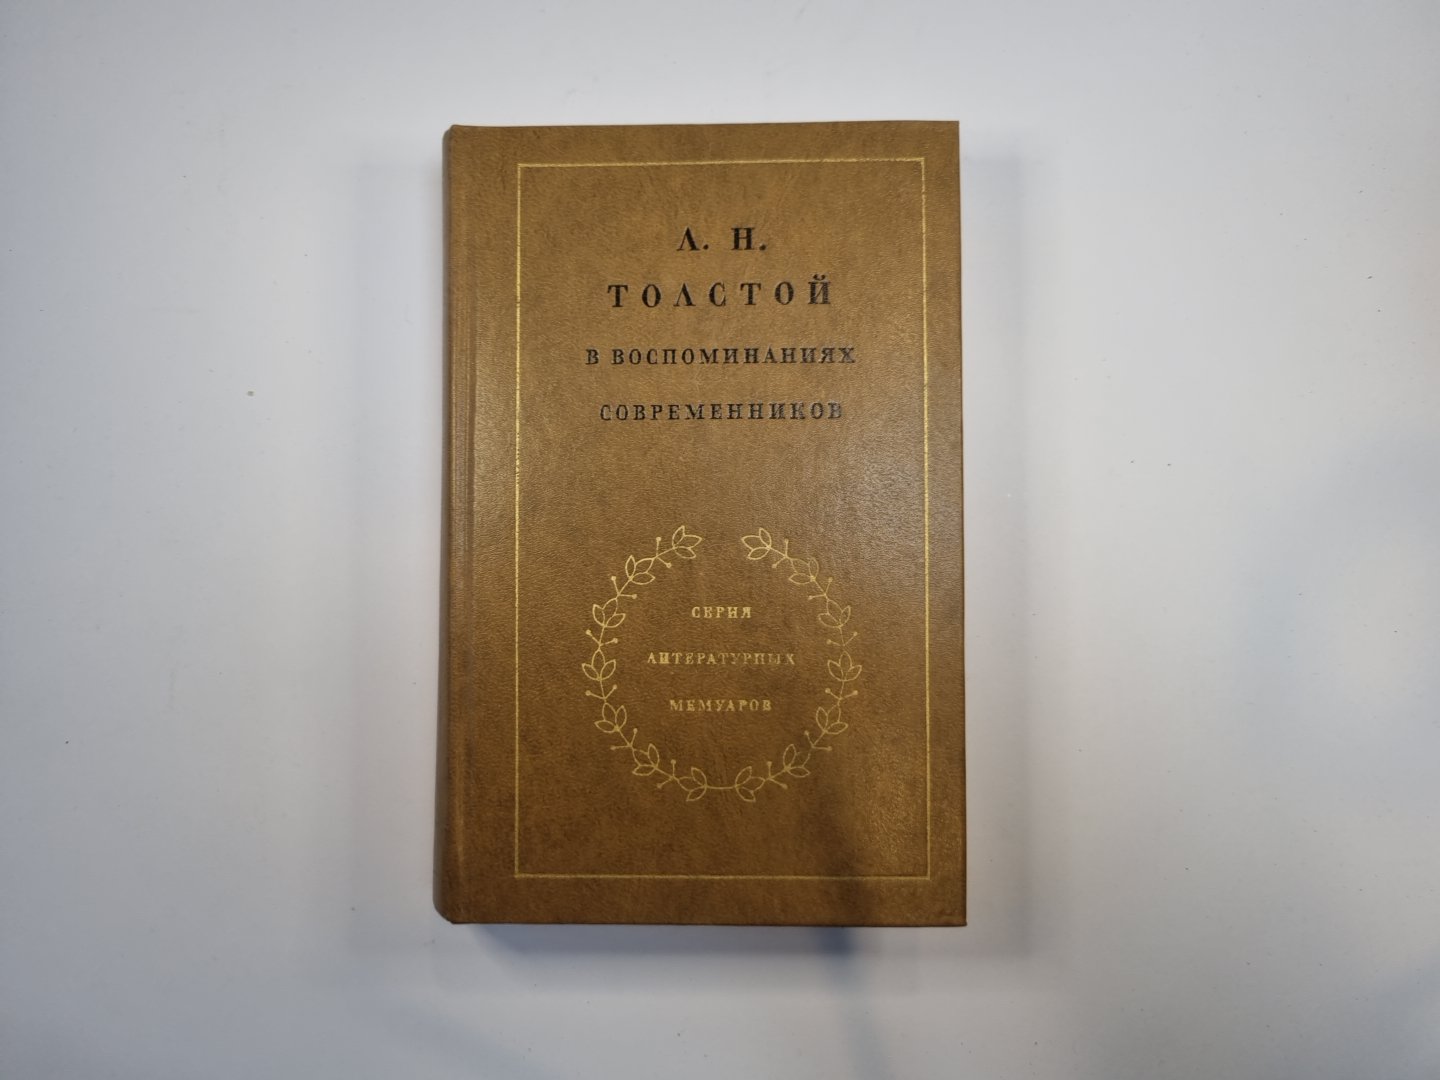 Л. Н.
ТОЛСТОЙ
В ВОСПОМИНАНИЯХ
СОВРЕМЕННИКОВ
СЕРИЯ
ЛИТЕРАТУРНЫХ
МЕМУАРОВ